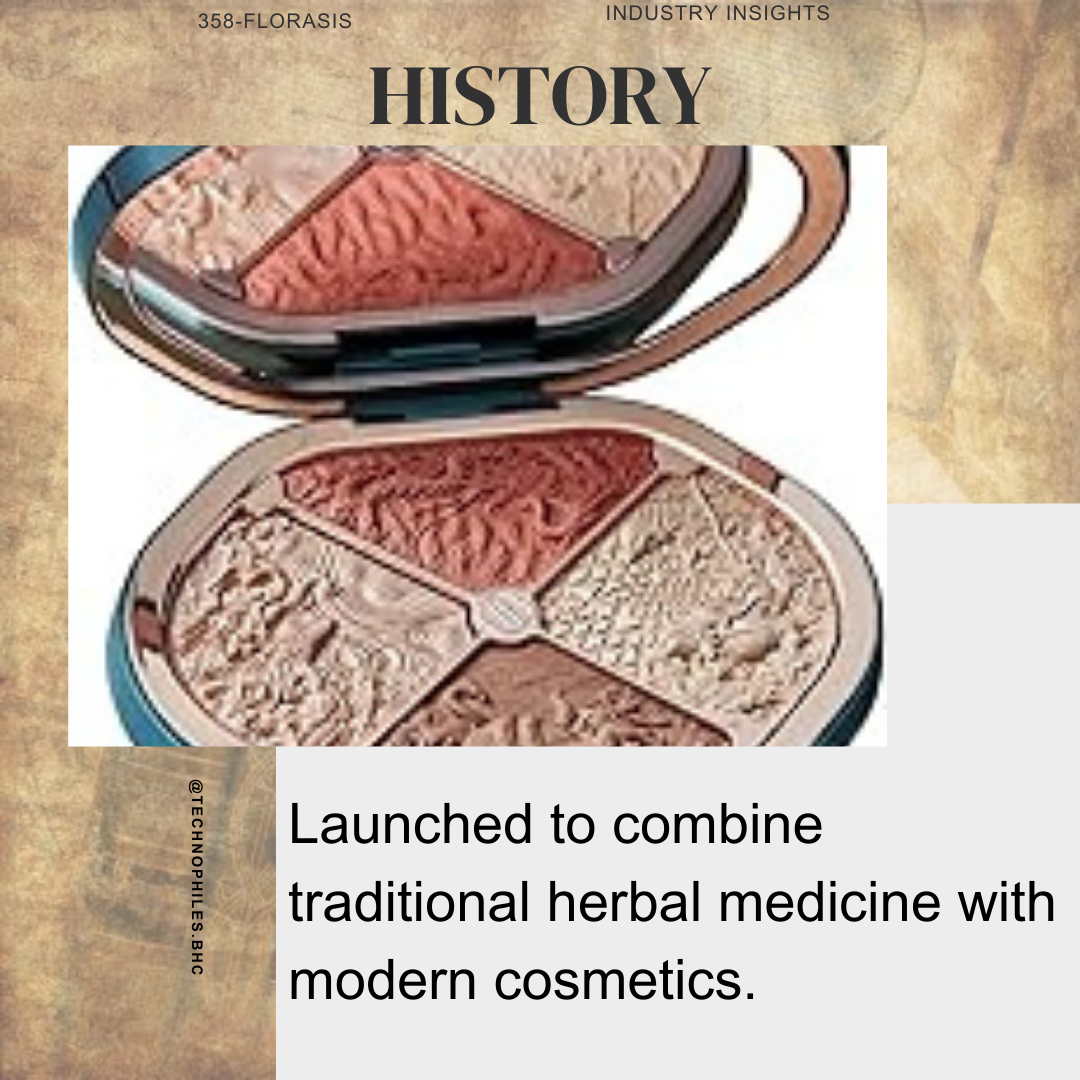 358-FLORASIS
INDUSTRY INSIGHTS
HISTORY
@TECHNOPHILES.BHC
Launched to combine
traditional herbal medicine with
modern cosmetics.